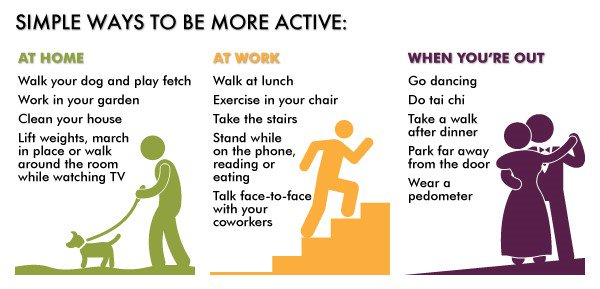 SIMPLE WAYS TO BE MORE ACTIVE:
AT HOME
Walk your dog and play fetch
Work in your garden
Clean your house
Lift weights, march
in place or walk
around the room
while watching TV
AT WORK
Walk at lunch
Exercise in your chair
Take the stairs
Stand while
on the phone,
reading or
eating
Talk face-to-face
with your
coworkers
WHEN YOU'RE OUT
Go dancing
Do tai chi
Take a walk
after dinner
Park far away
from the door
Wear a
pedometer